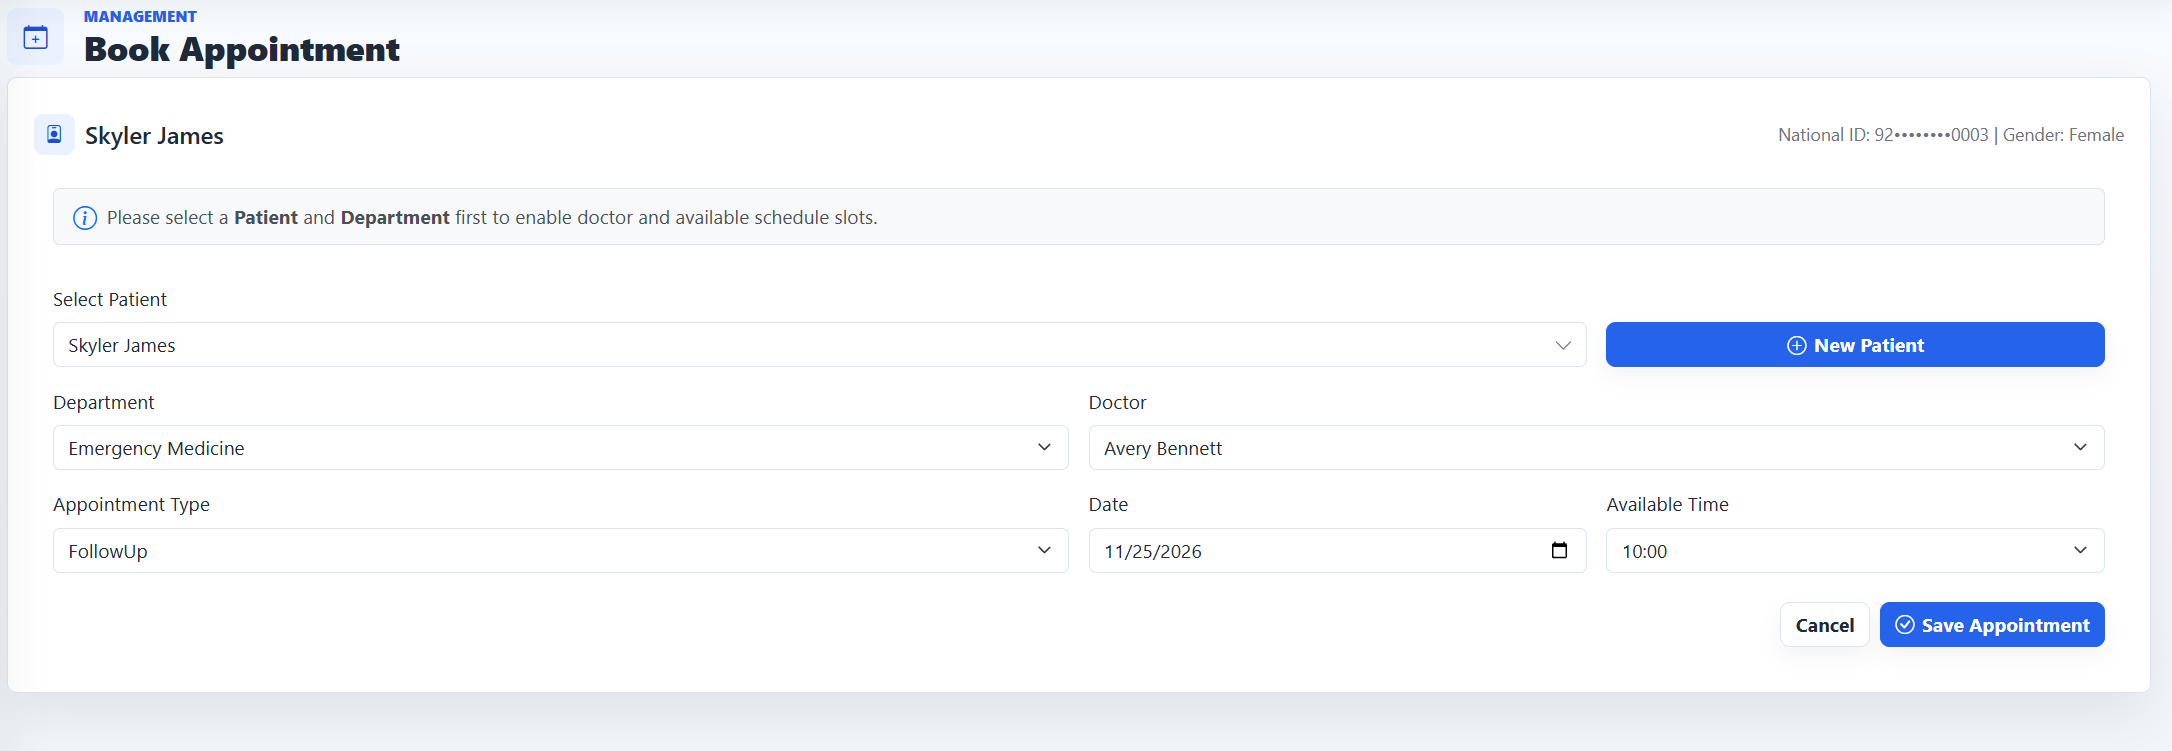 MANAGEMENT
Book Appointment
Skyler James
National ID: 92••••••••0003 | Gender: Female
Please select a Patient and Department first to enable doctor and available schedule slots.
Select Patient
Skyler James
New Patient
Department
Doctor
Emergency Medicine
Avery Bennett
Appointment Type
Date
Available Time
FollowUp
11/25/2026
10:00
Cancel
Save Appointment